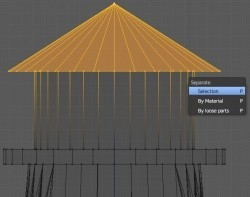 Separate
Selection P
By Material P
By loose parts P